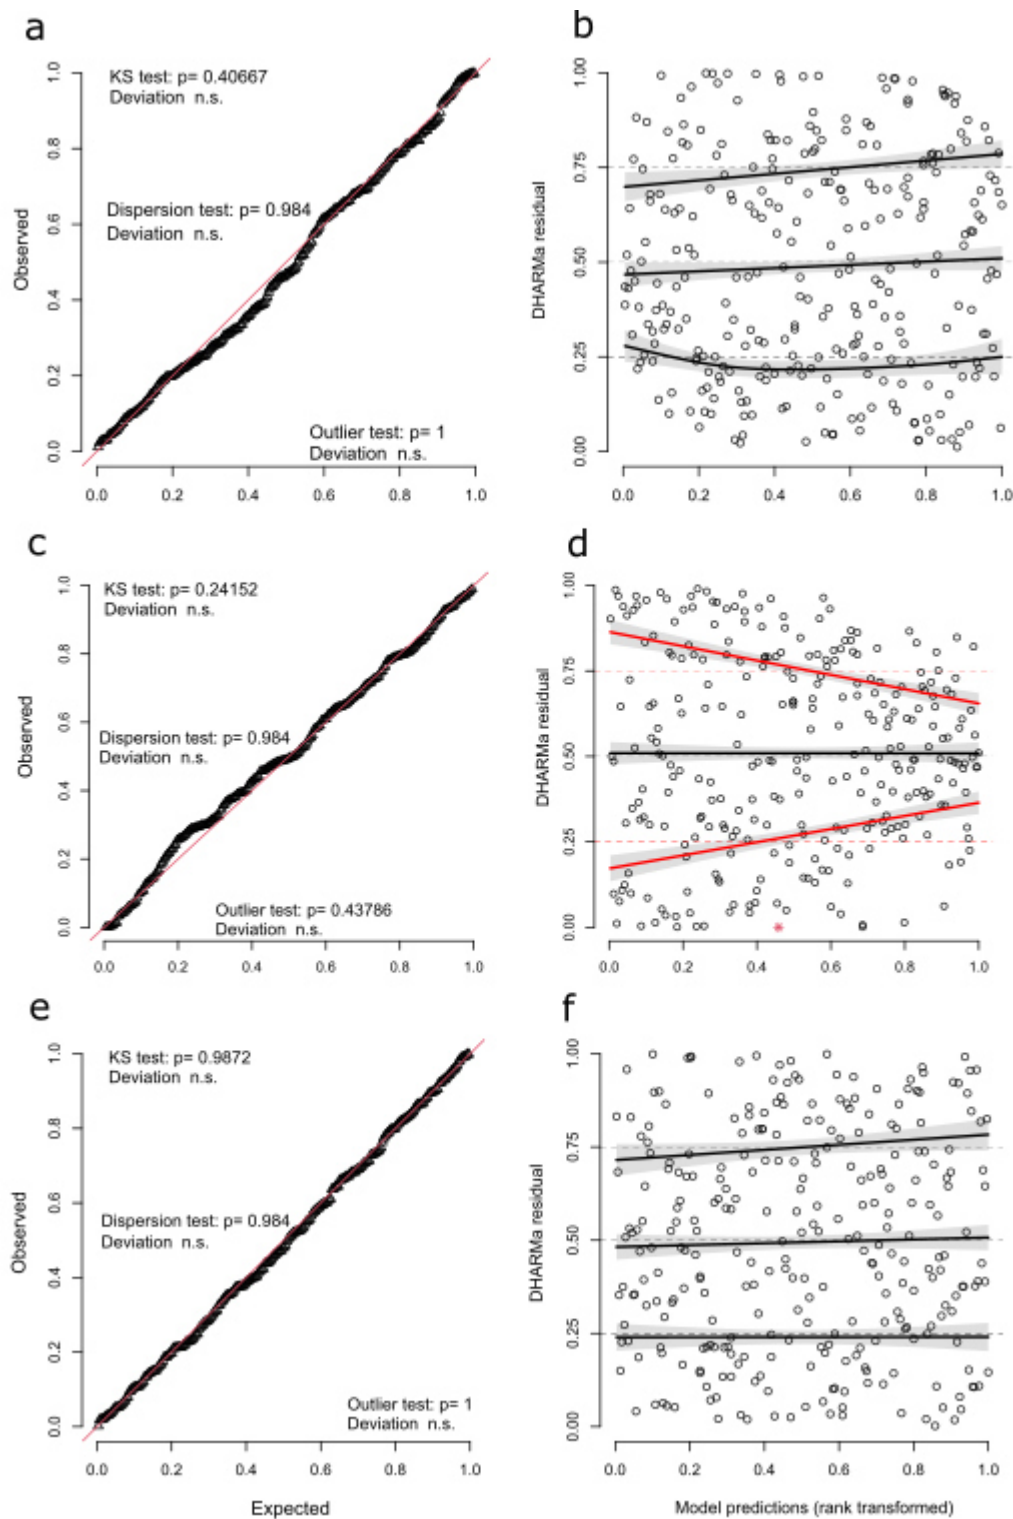 a
KS test: p= 0.40667
Deviation n.s.
Dispersion test: p= 0.984
Deviation n.s.
Outlier test: p= 1
Deviation n.s.
Observed
0.0 0.2 0.4 0.6 0.8 1.0
0.0 0.2 0.4 0.6 0.8 1.0
b
DHARMa residual
0.00 0.25 0.50 0.75 1.00
0.0 0.2 0.4 0.6 0.8 1.0
c
KS test: p= 0.24152
Deviation n.s.
Dispersion test: p= 0.984
Deviation n.s.
Outlier test: p= 0.43786
Deviation n.s.
Observed
0.0 0.2 0.4 0.6 0.8 1.0
0.0 0.2 0.4 0.6 0.8 1.0
d
DHARMa residual
0.00 0.25 0.50 0.75 1.00
0.0 0.2 0.4 0.6 0.8 1.0
e
KS test: p= 0.9872
Deviation n.s.
Dispersion test: p= 0.984
Deviation n.s.
Outlier test: p= 1
Deviation n.s.
Observed
0.0 0.2 0.4 0.6 0.8 1.0
0.0 0.2 0.4 0.6 0.8 1.0
Expected
f
DHARMa residual
0.00 0.25 0.50 0.75 1.00
0.0 0.2 0.4 0.6 0.8 1.0
Model predictions (rank transformed)